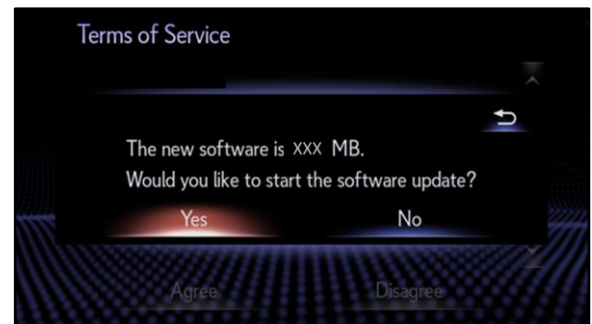 Terms of Service
The new software is XXX MB.
Would you like to start the software update?
Yes
No
Agree
Disagree